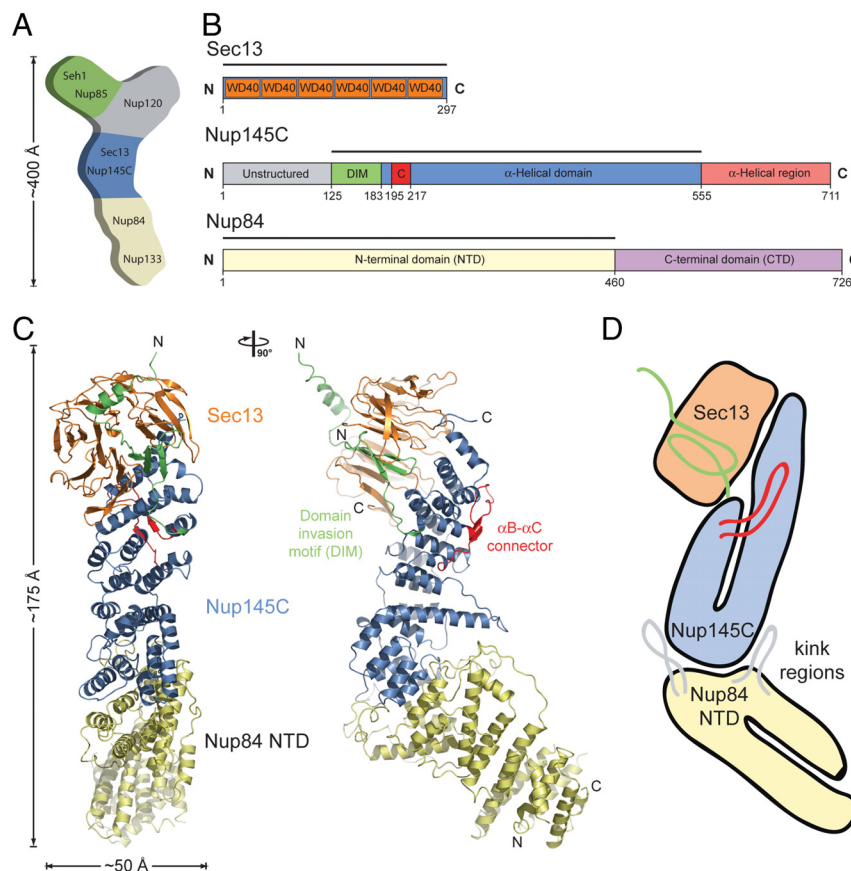 A
~400 Å
Seh1
Nup85
Nup120
Sec13
Nup145C
Nup84
Nup133
B
Sec13
N
WD40 WD40 WD40 WD40 WD40 WD40
C
1 297
Nup145C
N
Unstructured DIM C α-Helical domain α-Helical region
C
1 125 183 195 217 555 711
Nup84
N
N-terminal domain (NTD) C-terminal domain (CTD)
C
1 460 726
C
~175 Å
N
Sec13
Nup145C
Nup84 NTD
~50 Å
90°
N
N
C
C
Domain
invasion
motif (DIM)
αB-αC
connector
C
N
D
Sec13
Nup145C
kink
regions
Nup84
NTD